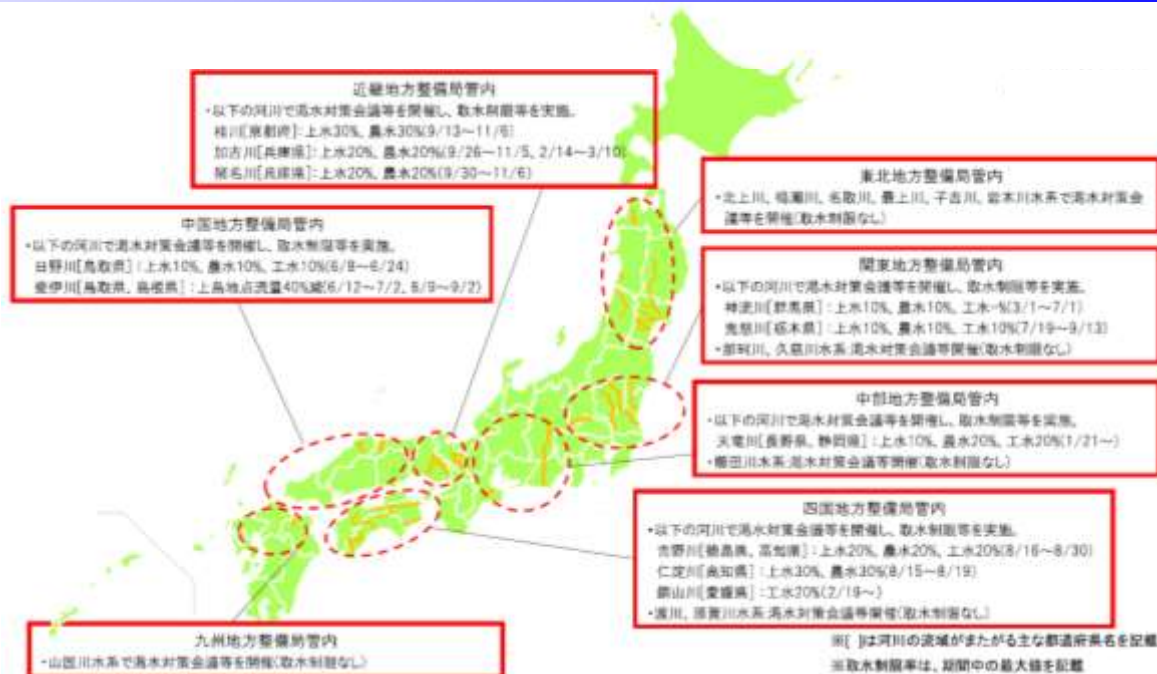 近畿地方整備局管内
・以下の河川で渇水対策会議等を開催し、取水制限等を実施。
桂川[京都府]：上水30%、農水30%(9/13～11/6)
加古川[兵庫県]：上水20%、農水20%(9/26～11/5、2/14～3/10)
[兵庫県]：上水20%、農水20%(9/30～11/6)
東北地方整備局管内
・北上川、鳴瀬川、名取川、最上川、子吉川、岩木川水系で渇水対策会
議等を開催(取水制限なし)
中国地方整備局管内
・以下の河川で渇水対策会議等を開催し、取水制限等を実施。
日野川[鳥取県]：上水10%、農水10%、工水10%(6/8～6/24)
斐伊川[鳥取県、島根県]：上島地点流量40%減(6/12～7/2、8/9～9/2)
関東地方整備局管内
・以下の河川で渇水対策会議等を開催し、取水制限等を実施。
神流川[群馬県]：上水10%、農水10%、工水-%(3/1～7/1)
鬼怒川[栃木県]：上水10%、農水10%、工水10%(7/19～9/13)
・那珂川、久慈川水系:渇水対策会議等開催(取水制限なし)
中部地方整備局管内
・以下の河川で渇水対策会議等を開催し、取水制限等を実施。
天竜川[長野県、静岡県]：上水10%、農水20%、工水20%(1/21～)
・櫛田川水系:渇水対策会議等開催(取水制限なし)
四国地方整備局管内
・以下の河川で渇水対策会議等を開催し、取水制限等を実施。
吉野川[徳島県、高知県]：上水20%、農水20%、工水20%(8/16～8/30)
仁淀川[高知県]：上水30%、農水30%(8/15～8/19)
銅山川[愛媛県]：工水20%(2/18～)
・渡川、那賀川水系:渇水対策会議等開催(取水制限なし)
九州地方整備局管内
・山国川水系で渇水対策会議等を開催(取水制限なし)
※[ ]は河川の流域がまたがる主な都道府県名を記載
※取水制限率は、期間中の最大値を記載